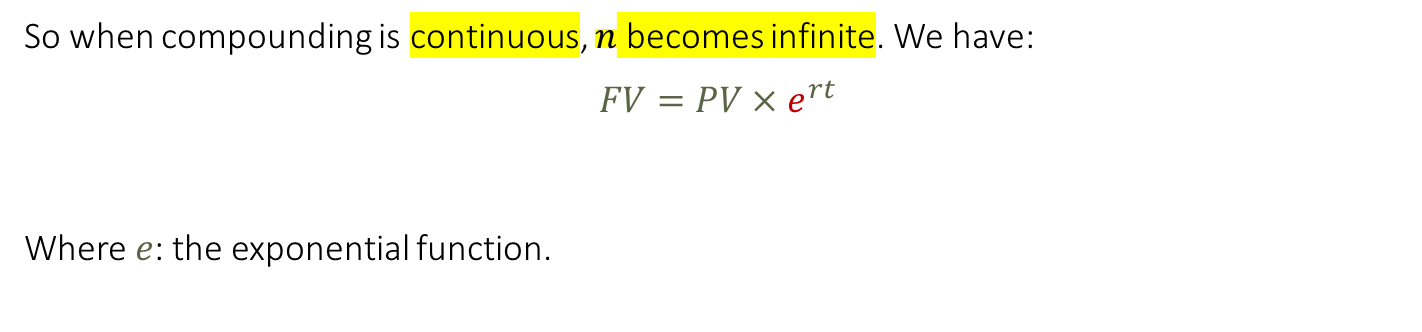 So when compounding is continuous, n becomes infinite. We have:
FV = PV × e^{rt}
Where e: the exponential function.